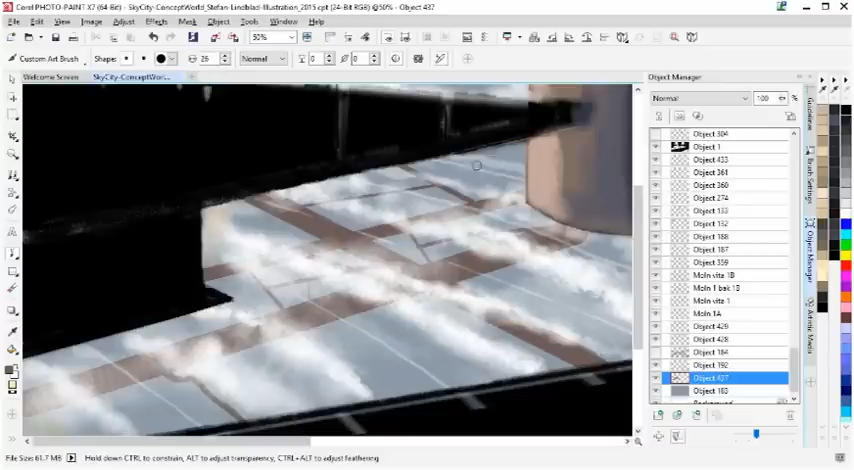 Corel PHOTO-PAINT X7 (64-Bit) - SkyCity-ConceptWorld_Stefan-Lindblad-Illustration_2015.cpt (24-Bit RGB) @50% - Object 437
File Edit View Image Adjust Effects Mask Object Tools Window Help
50%
Custom Art Brush Shape: 26 Normal 0 0
Welcome Screen SkyCity-ConceptWorl...
Object Manager
Normal 100 %
Object 304
Object 1
Object 433
Object 361
Object 360
Object 274
Object 133
Object 132
Object 188
Object 187
Object 359
Moln vita 1B
Moln 1 bak 1B
Moln vita 1
Moln 1A
Object 429
Object 428
Object 184
Object 192
Object 437
Object 183
Background
Guidelines
Brush Settings
Object Manager
Artistic Media
File Size: 61.7 MB Hold down CTRL to constrain, ALT to adjust transparency, CTRL+ALT to adjust feathering